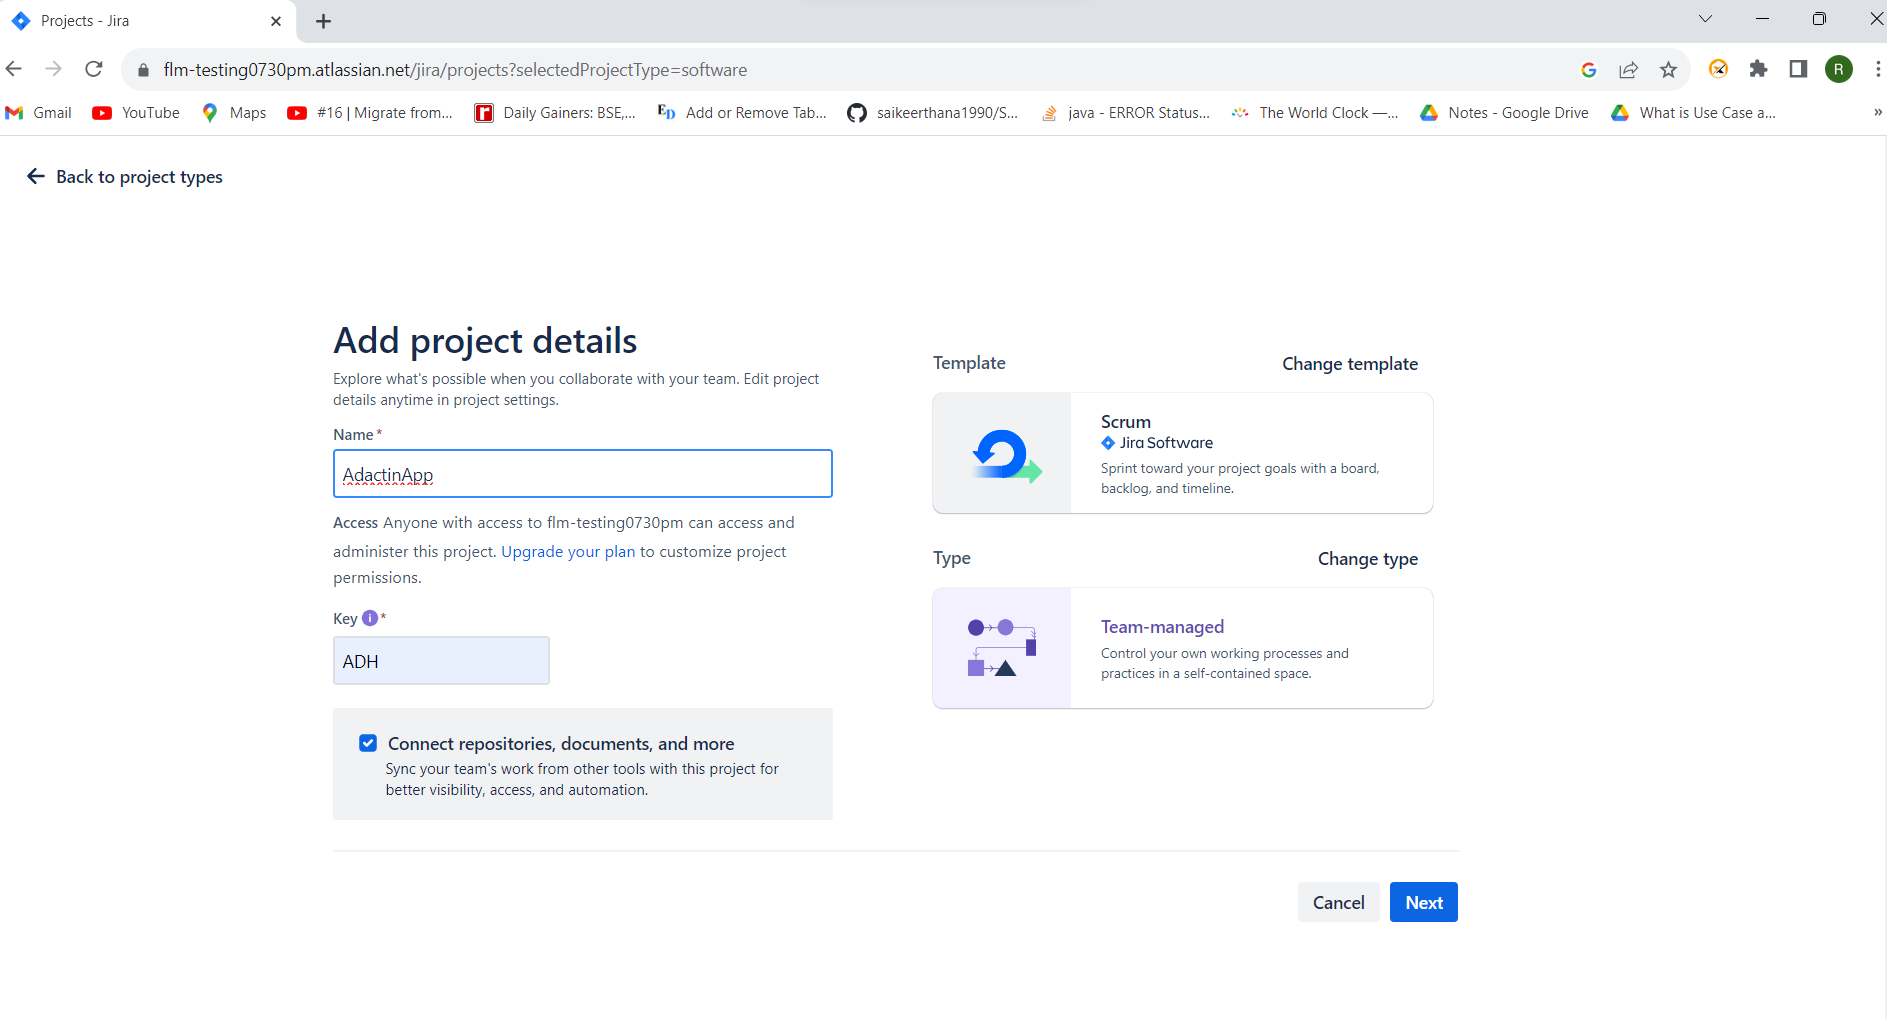 Projects - Jira
flm-testing0730pm.atlassian.net/jira/projects?selectedProjectType=software
R
Gmail
YouTube
Maps
#16 | Migrate from...
Daily Gainers: BSE,...
Add or Remove Tab...
saikeerthana1990/S...
java - ERROR Status...
The World Clock —...
Notes - Google Drive
What is Use Case a...
»
Back to project types
Add project details
Explore what's possible when you collaborate with your team. Edit project
details anytime in project settings.
Name *
AdactinApp
Access Anyone with access to flm-testing0730pm can access and
administer this project. Upgrade your plan to customize project
permissions.
Key i *
ADH
Connect repositories, documents, and more
Sync your team's work from other tools with this project for
better visibility, access, and automation.
Template
Change template
Scrum
Jira Software
Sprint toward your project goals with a board,
backlog, and timeline.
Type
Change type
Team-managed
Control your own working processes and
practices in a self-contained space.
Cancel
Next